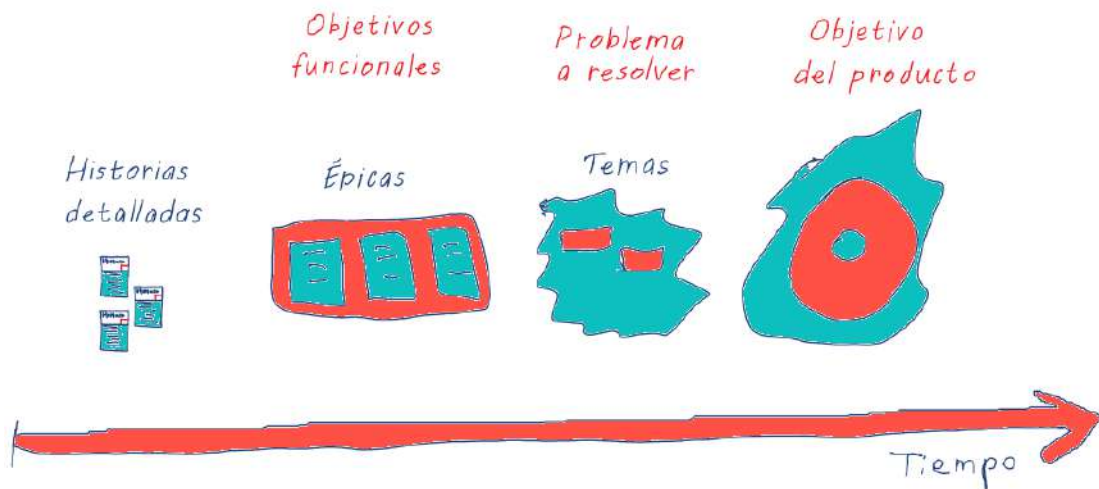 Objetivos
funcionales
Problema
a resolver
Objetivo
del producto
Historias
detalladas
Épicas
Temas
Tiempo